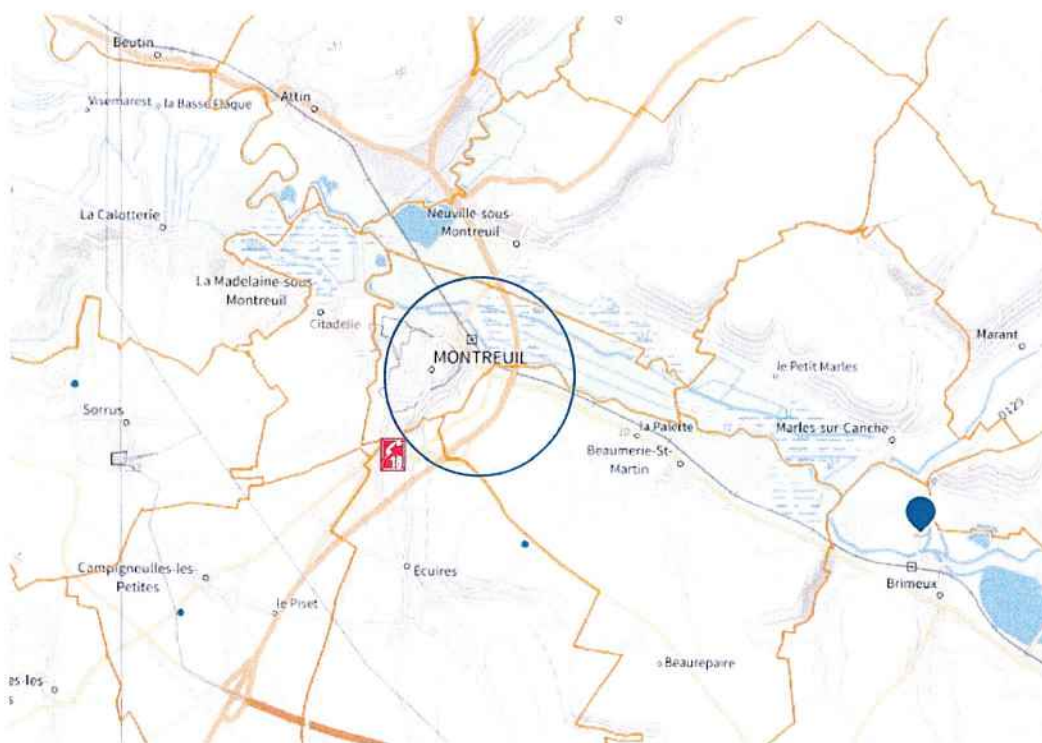 Beutin
Attin
Visemarest
la Basse Flaque
La Calotterie
Neuville-sous-
Montreuil
La Madelaine-sous-
Montreuil
Citadelle
MONTREUIL
Marant
le Petit Marles
D129
Sorrus
la Paierie
Marles-sur-Canche
Beaumerie-St-
Martin
Campigneulles-les-
Petites
Ecuires
Brimeux
le Piset
Beaurepaire
es-les-
s